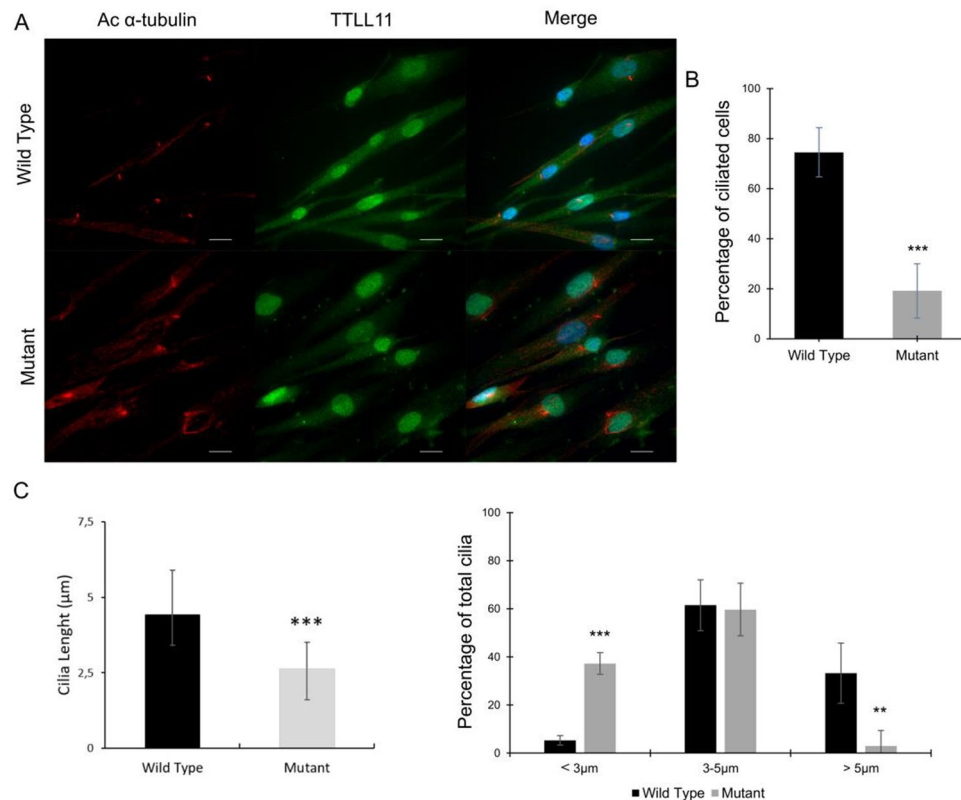 A
Ac α-tubulin
TTLL11
Merge
Wild Type
Mutant
B
Percentage of ciliated cells
100
80
60
40
20
0
***
Wild Type
Mutant
C
Cilia Lenght (µm)
7,5
5
2,5
0
***
Wild Type
Mutant
Percentage of total cilia
100
80
60
40
20
0
***
**
< 3µm
3-5µm
> 5µm
Wild Type
Mutant